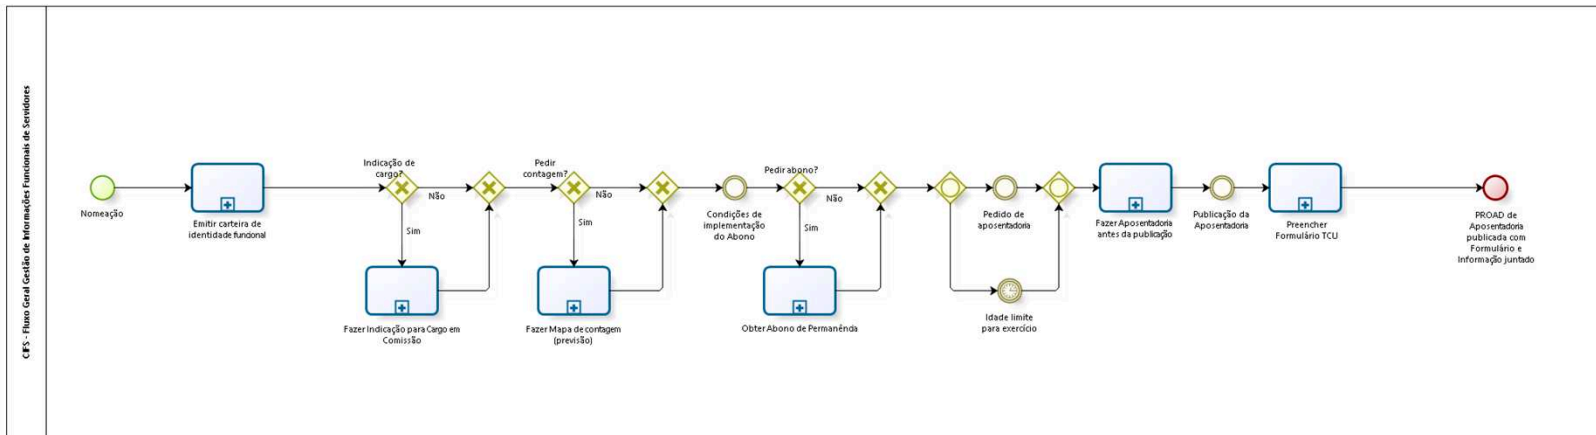 CIFS - Fluxo Geral Gestão de Informações Funcionais de Servidores
Nomeação
Emitir carteira de
identidade funcional
Indicação de
cargo?
Não
Sim
Fazer Indicação para Cargo em
Comissão
Pedir
contagem?
Não
Sim
Fazer Mapa de contagem
(previsão)
Condições de
implementação
do Abono
Pedir abono?
Não
Sim
Obter Abono de Permanência
Pedido de
aposentadoria
Idade limite
para exercício
Fazer Aposentadoria
antes da publicação
Publicação da
Aposentadoria
Preencher
Formulário TCU
PROAD de
Aposentadoria
publicada com
Formulário e
Informação juntado